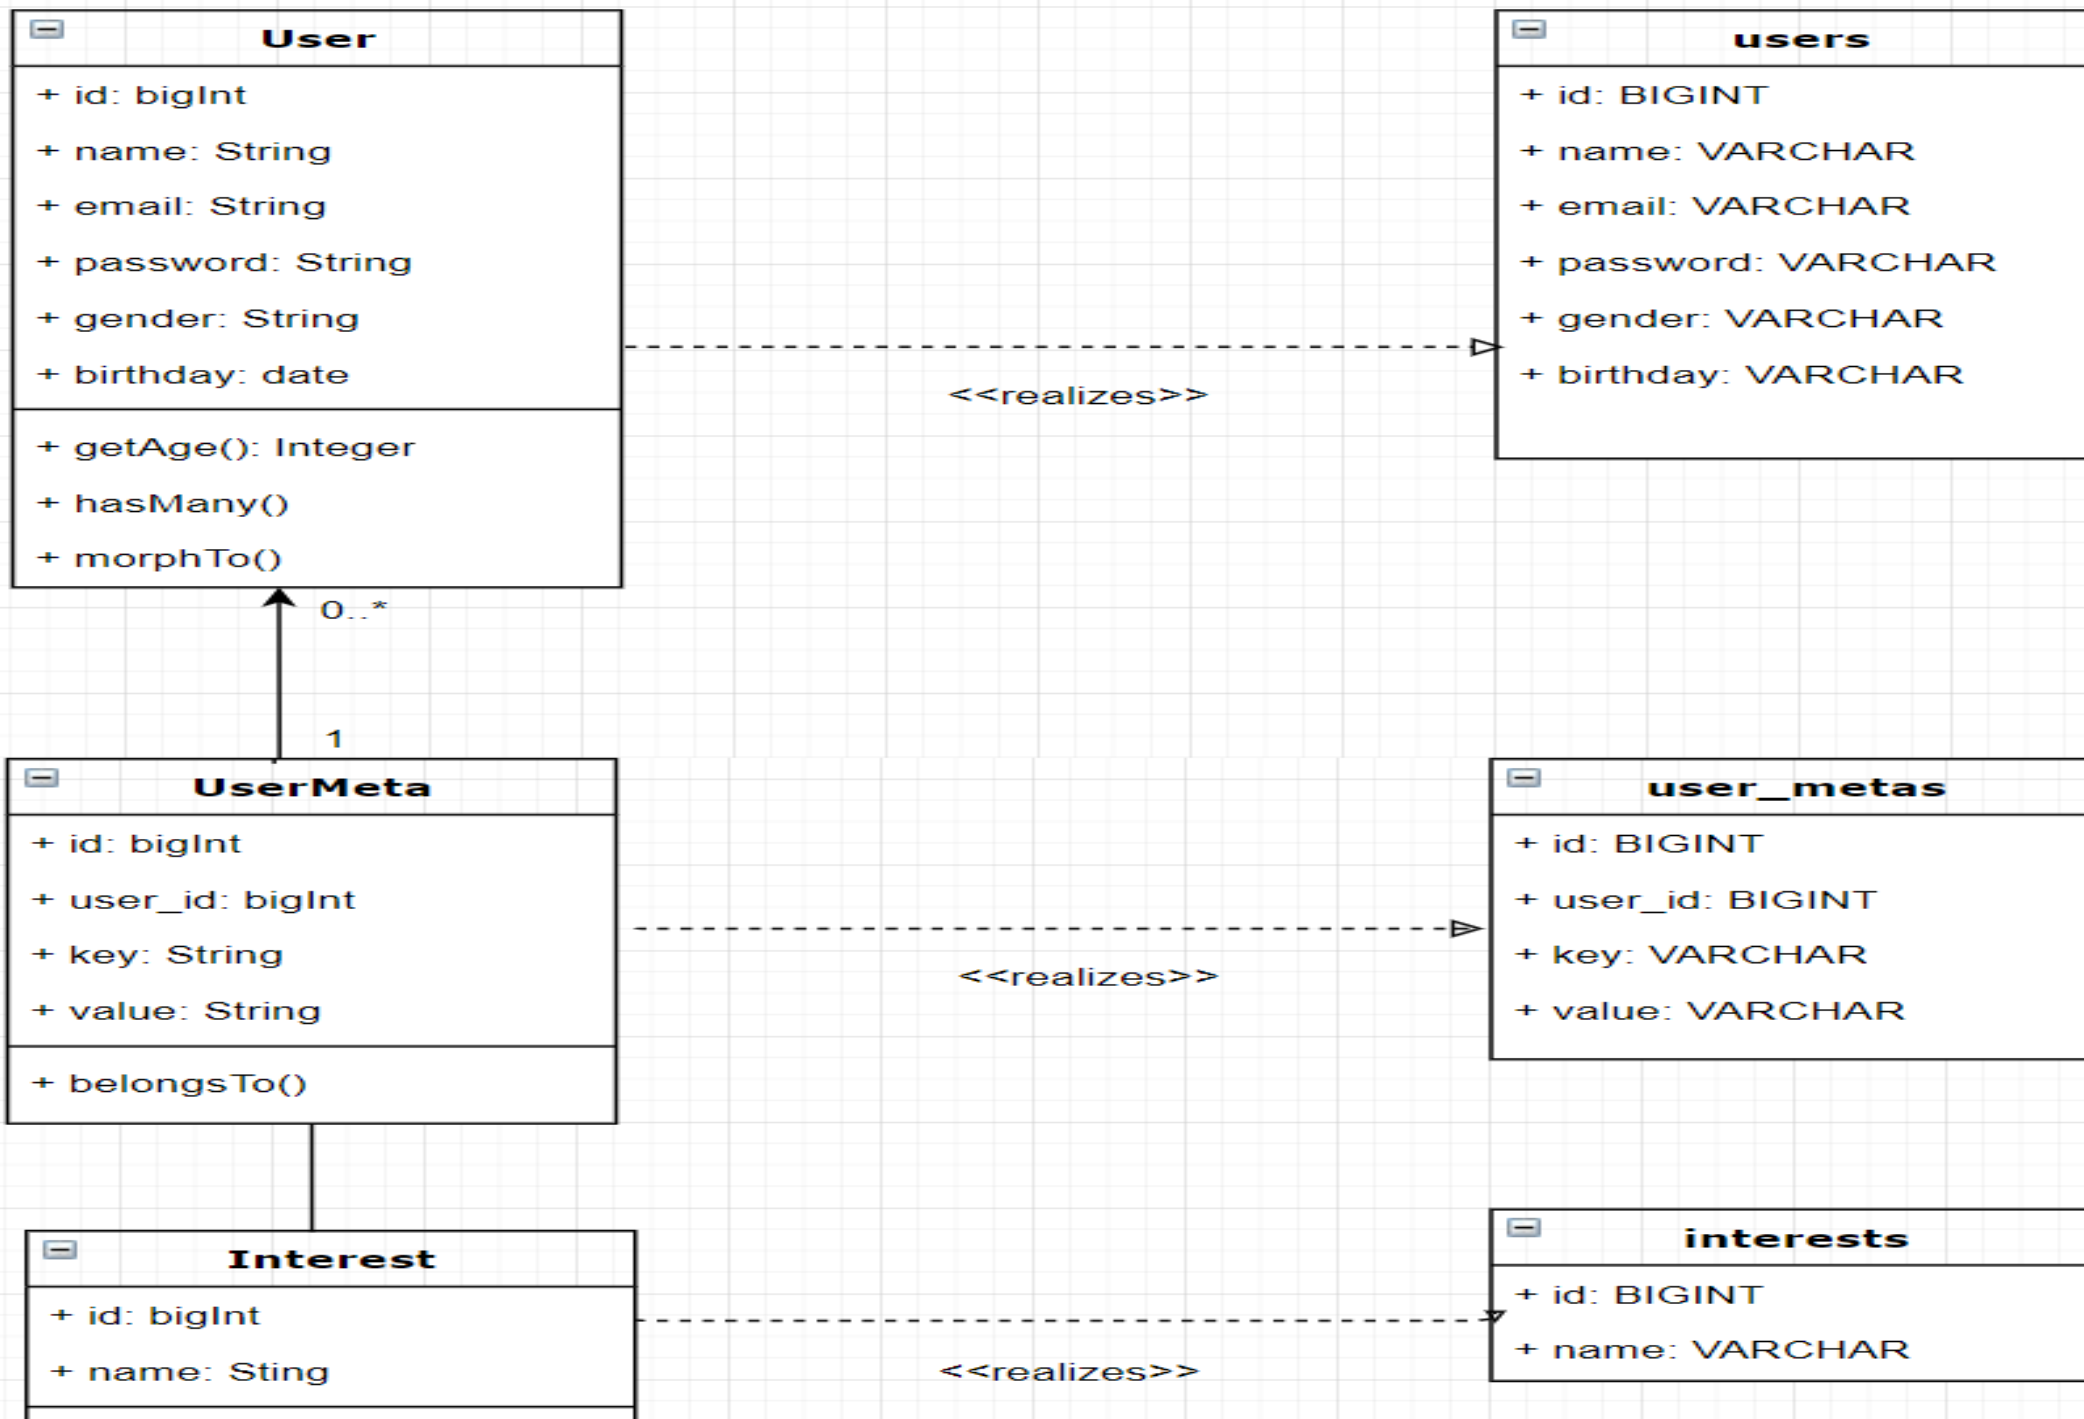 User
+ id: bigInt
+ name: String
+ email: String
+ password: String
+ gender: String
+ birthday: date
+ getAge(): Integer
+ hasMany()
+ morphTo()
<<realizes>>
users
+ id: BIGINT
+ name: VARCHAR
+ email: VARCHAR
+ password: VARCHAR
+ gender: VARCHAR
+ birthday: VARCHAR
0..*
1
UserMeta
+ id: bigInt
+ user_id: bigInt
+ key: String
+ value: String
+ belongsTo()
<<realizes>>
user_metas
+ id: BIGINT
+ user_id: BIGINT
+ key: VARCHAR
+ value: VARCHAR
Interest
+ id: bigInt
+ name: Sting
<<realizes>>
interests
+ id: BIGINT
+ name: VARCHAR